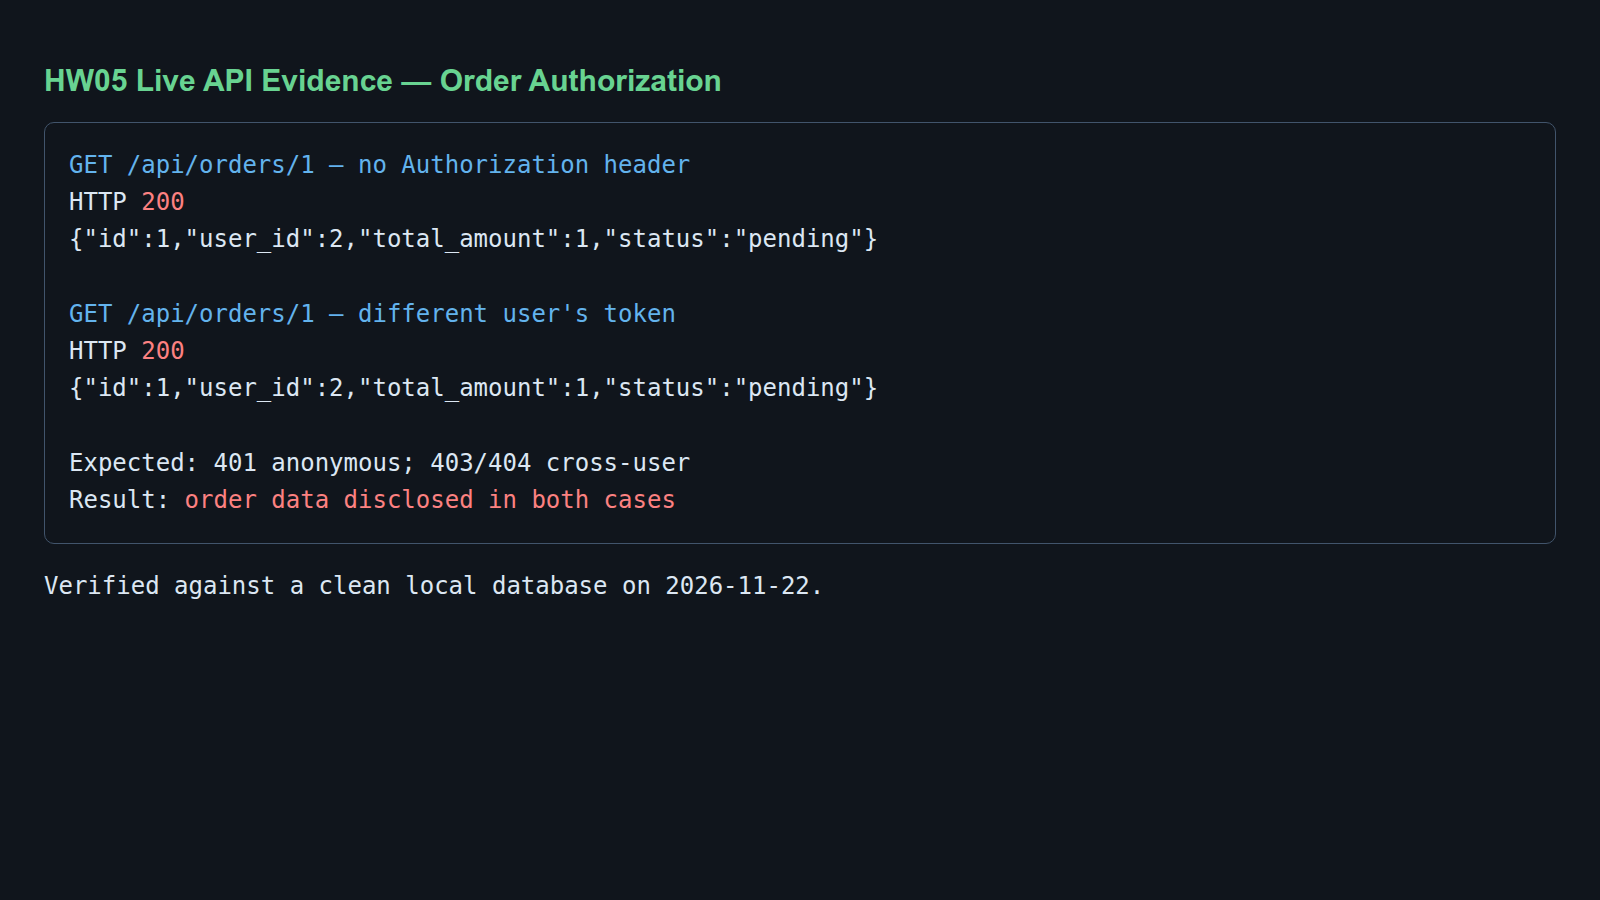 HW05 Live API Evidence — Order Authorization
GET /api/orders/1 — no Authorization header
HTTP 200
{"id":1,"user_id":2,"total_amount":1,"status":"pending"}
GET /api/orders/1 — different user's token
HTTP 200
{"id":1,"user_id":2,"total_amount":1,"status":"pending"}
Expected: 401 anonymous; 403/404 cross-user
Result: order data disclosed in both cases
Verified against a clean local database on 2026-11-22.